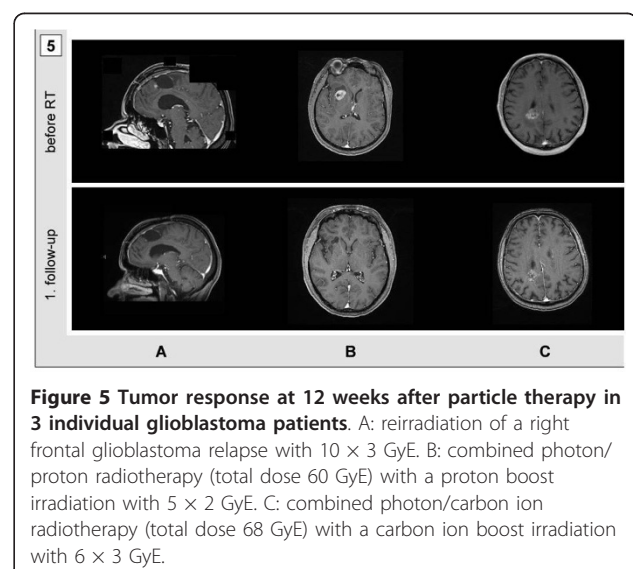 5
before RT
1. follow-up
A B C
Figure 5 Tumor response at 12 weeks after particle therapy in
3 individual glioblastoma patients. A: reirradiation of a right
frontal glioblastoma relapse with 10 × 3 GyE. B: combined photon/
proton radiotherapy (total dose 60 GyE) with a proton boost
irradiation with 5 × 2 GyE. C: combined photon/carbon ion
radiotherapy (total dose 68 GyE) with a carbon ion boost irradiation
with 6 × 3 GyE.